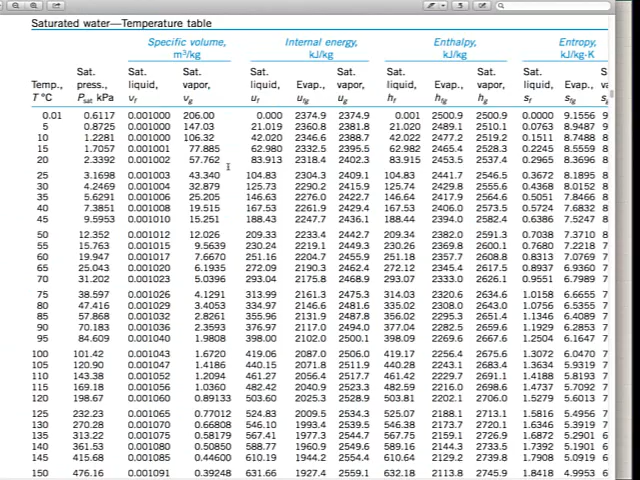 Saturated water—Temperature table
Specific volume, Internal energy, Enthalpy, Entropy,
m³/kg kJ/kg kJ/kg kJ/kg·K
Sat. Sat. Sat. Sat. Sat. Sat. Sat. S
Temp., press., liquid, vapor, liquid, Evap., vapor, liquid, Evap., vapor, liquid, Evap., v
T °C Psat kPa vf vg uf ufg ug hf hfg hg sf sfg s
0.01 0.6117 0.001000 206.00 0.000 2374.9 2374.9 0.001 2500.9 2500.9 0.0000 9.1556 9
5 0.8725 0.001000 147.03 21.019 2360.8 2381.8 21.020 2489.1 2510.1 0.0763 8.9487 9
10 1.2281 0.001000 106.32 42.020 2346.6 2388.7 42.022 2477.2 2519.2 0.1511 8.7488 8
15 1.7057 0.001001 77.885 62.980 2332.5 2395.5 62.982 2465.4 2528.3 0.2245 8.5559 8
20 2.3392 0.001002 57.762 83.913 2318.4 2402.3 83.915 2453.5 2537.4 0.2965 8.3696 8
25 3.1698 0.001003 43.340 104.83 2304.3 2409.1 104.83 2441.7 2546.5 0.3672 8.1895 8
30 4.2469 0.001004 32.879 125.73 2290.2 2415.9 125.74 2429.8 2555.6 0.4368 8.0152 8
35 5.6291 0.001006 25.205 146.63 2276.0 2422.7 146.64 2417.9 2564.6 0.5051 7.8466 8
40 7.3851 0.001008 19.515 167.53 2261.9 2429.4 167.53 2406.0 2573.5 0.5724 7.6832 8
45 9.5953 0.001010 15.251 188.43 2247.7 2436.1 188.44 2394.0 2582.4 0.6386 7.5247 8
50 12.352 0.001012 12.026 209.33 2233.4 2442.7 209.34 2382.0 2591.3 0.7038 7.3710 8
55 15.763 0.001015 9.5639 230.24 2219.1 2449.3 230.26 2369.8 2600.1 0.7680 7.2218 7
60 19.947 0.001017 7.6670 251.16 2204.7 2455.9 251.18 2357.7 2608.8 0.8313 7.0769 7
65 25.043 0.001020 6.1935 272.09 2190.3 2462.4 272.12 2345.4 2617.5 0.8937 6.9360 7
70 31.202 0.001023 5.0396 293.04 2175.8 2468.9 293.07 2333.0 2626.1 0.9551 6.7989 7
75 38.597 0.001026 4.1291 313.99 2161.3 2475.3 314.03 2320.6 2634.6 1.0158 6.6655 7
80 47.416 0.001029 3.4053 334.97 2146.6 2481.6 335.02 2308.0 2643.0 1.0756 6.5355 7
85 57.868 0.001032 2.8261 355.96 2131.9 2487.8 356.02 2295.3 2651.4 1.1346 6.4089 7
90 70.183 0.001036 2.3593 376.97 2117.0 2494.0 377.04 2282.5 2659.6 1.1929 6.2853 7
95 84.609 0.001040 1.9808 398.00 2102.0 2500.1 398.09 2269.6 2667.6 1.2504 6.1647 7
100 101.42 0.001043 1.6720 419.06 2087.0 2506.0 419.17 2256.4 2675.6 1.3072 6.0470 7
105 120.90 0.001047 1.4186 440.15 2071.8 2511.9 440.28 2243.1 2683.4 1.3634 5.9319 7
110 143.38 0.001052 1.2094 461.27 2056.4 2517.7 461.42 2229.7 2691.1 1.4188 5.8193 7
115 169.18 0.001056 1.0360 482.42 2040.9 2523.3 482.59 2216.0 2698.6 1.4737 5.7092 7
120 198.67 0.001060 0.89133 503.60 2025.3 2528.9 503.81 2202.1 2706.0 1.5279 5.6013 7
125 232.23 0.001065 0.77012 524.83 2009.5 2534.3 525.07 2188.1 2713.1 1.5816 5.4956 7
130 270.28 0.001070 0.66808 546.10 1993.4 2539.5 546.38 2173.7 2720.1 1.6346 5.3919 7
135 313.22 0.001075 0.58179 567.41 1977.3 2544.7 567.75 2159.1 2726.9 1.6872 5.2901 6
140 361.53 0.001080 0.50850 588.77 1960.9 2549.6 589.16 2144.3 2733.5 1.7392 5.1901 6
145 415.68 0.001085 0.44600 610.19 1944.2 2554.4 610.64 2129.2 2739.8 1.7908 5.0919 6
150 476.16 0.001091 0.39248 631.66 1927.4 2559.1 632.18 2113.8 2745.9 1.8418 4.9953 6